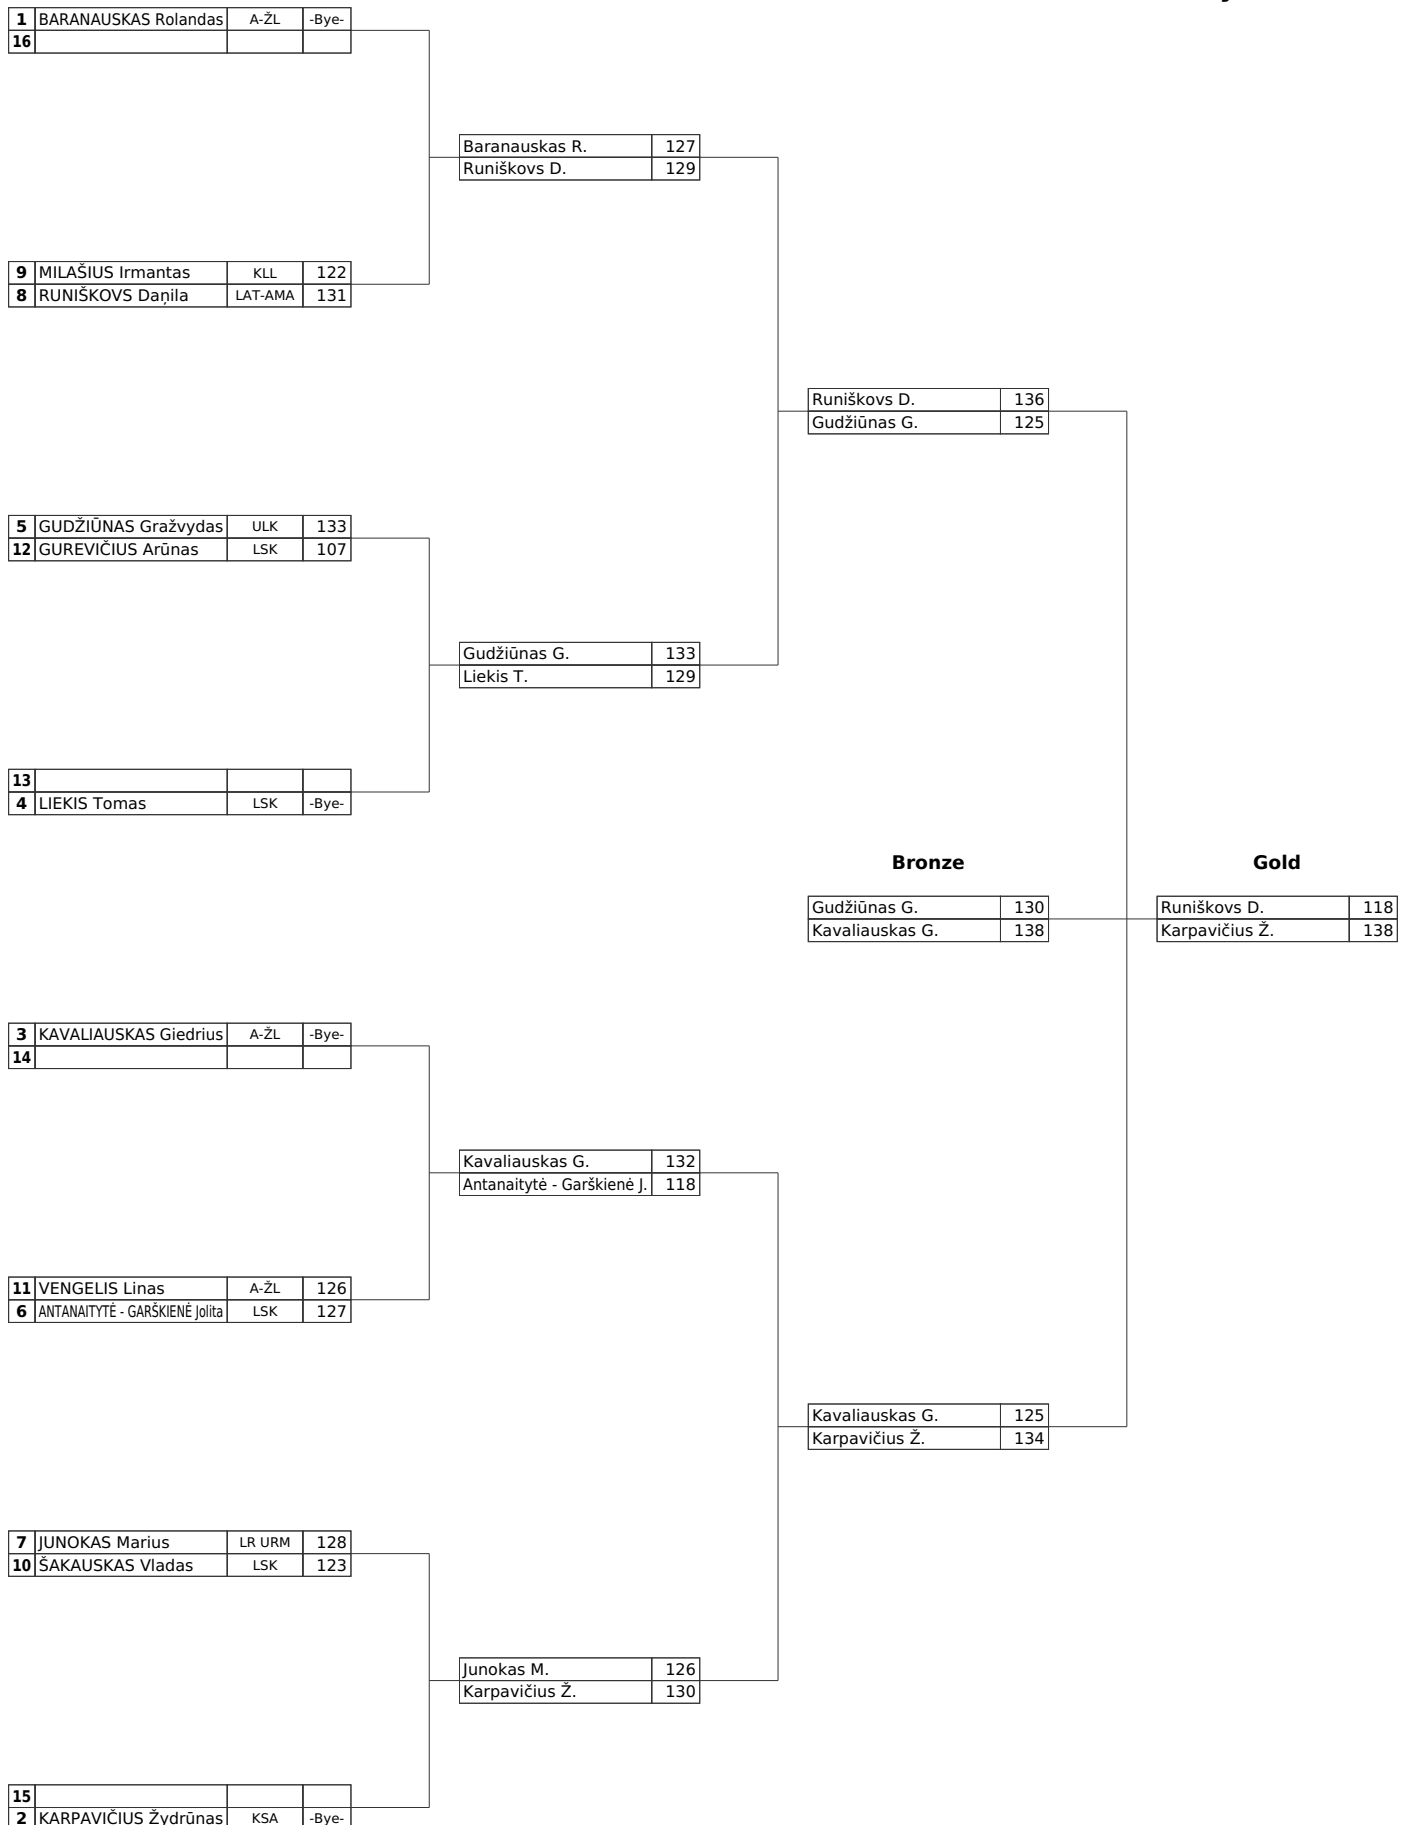 1 BARANAUSKAS Rolandas A-ŽL -Bye-
16
Baranauskas R. 127
Runiškovs D. 129
9 MILAŠIUS Irmantas KLL 122
8 RUNIŠKOVS Daņila LAT-AMA 131
Runiškovs D. 136
Gudžiūnas G. 125
5 GUDŽIŪNAS Gražvydas ULK 133
12 GUREVIČIUS Arūnas LSK 107
Gudžiūnas G. 133
Liekis T. 129
13
4 LIEKIS Tomas LSK -Bye-
Bronze Gold
Gudžiūnas G. 130 Runiškovs D. 118
Kavaliauskas G. 138 Karpavičius Ž. 138
3 KAVALIAUSKAS Giedrius A-ŽL -Bye-
14
Kavaliauskas G. 132
Antanaitytė - Garškienė J. 118
11 VENGELIS Linas A-ŽL 126
6 ANTANAITYTĖ - GARŠKIENĖ Jolita LSK 127
Kavaliauskas G. 125
Karpavičius Ž. 134
7 JUNOKAS Marius LR URM 128
10 ŠAKAUSKAS Vladas LSK 123
Junokas M. 126
Karpavičius Ž. 130
15
2 KARPAVIČIUS Žydrūnas KSA -Bye-